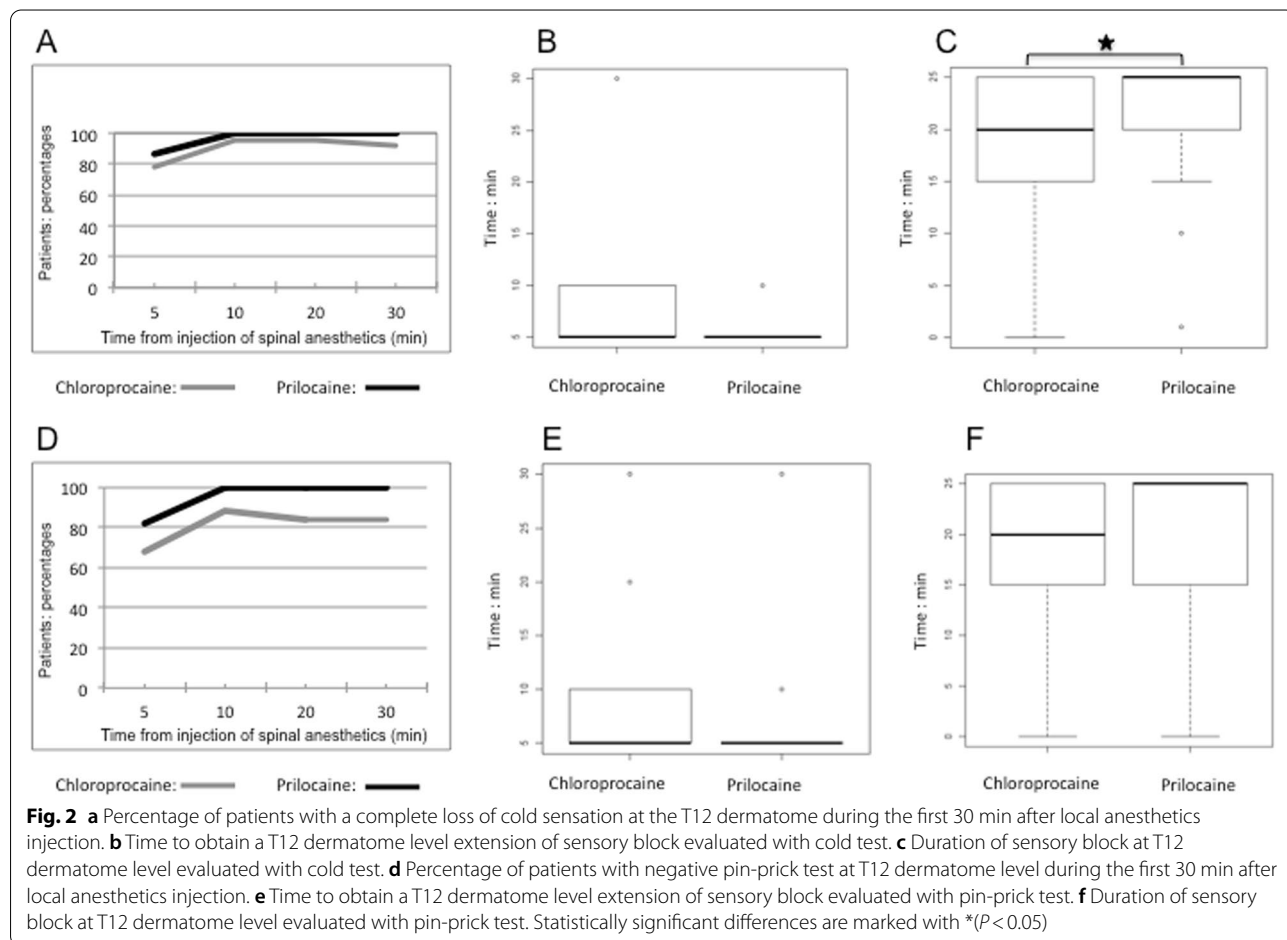 A
Patients: percentages
100
80
60
40
20
0
5 10 20 30
Time from injection of spinal anesthetics (min)
Chloroprocaine: Prilocaine:
B
Time : min
30
25
20
15
10
5
Chloroprocaine Prilocaine
C
★
Time : min
25
20
15
10
5
0
Chloroprocaine Prilocaine
D
Patients: percentages
100
80
60
40
20
0
5 10 20 30
Time from injection of spinal anesthetics (min)
Chloroprocaine: Prilocaine:
E
Time : min
30
25
20
15
10
5
Chloroprocaine Prilocaine
F
Time : min
25
20
15
10
5
0
Chloroprocaine Prilocaine
Fig. 2 a Percentage of patients with a complete loss of cold sensation at the T12 dermatome during the first 30 min after local anesthetics
injection. b Time to obtain a T12 dermatome level extension of sensory block evaluated with cold test. c Duration of sensory block at T12
dermatome level evaluated with cold test. d Percentage of patients with negative pin-prick test at T12 dermatome level during the first 30 min after
local anesthetics injection. e Time to obtain a T12 dermatome level extension of sensory block evaluated with pin-prick test. f Duration of sensory
block at T12 dermatome level evaluated with pin-prick test. Statistically significant differences are marked with *(P < 0.05)